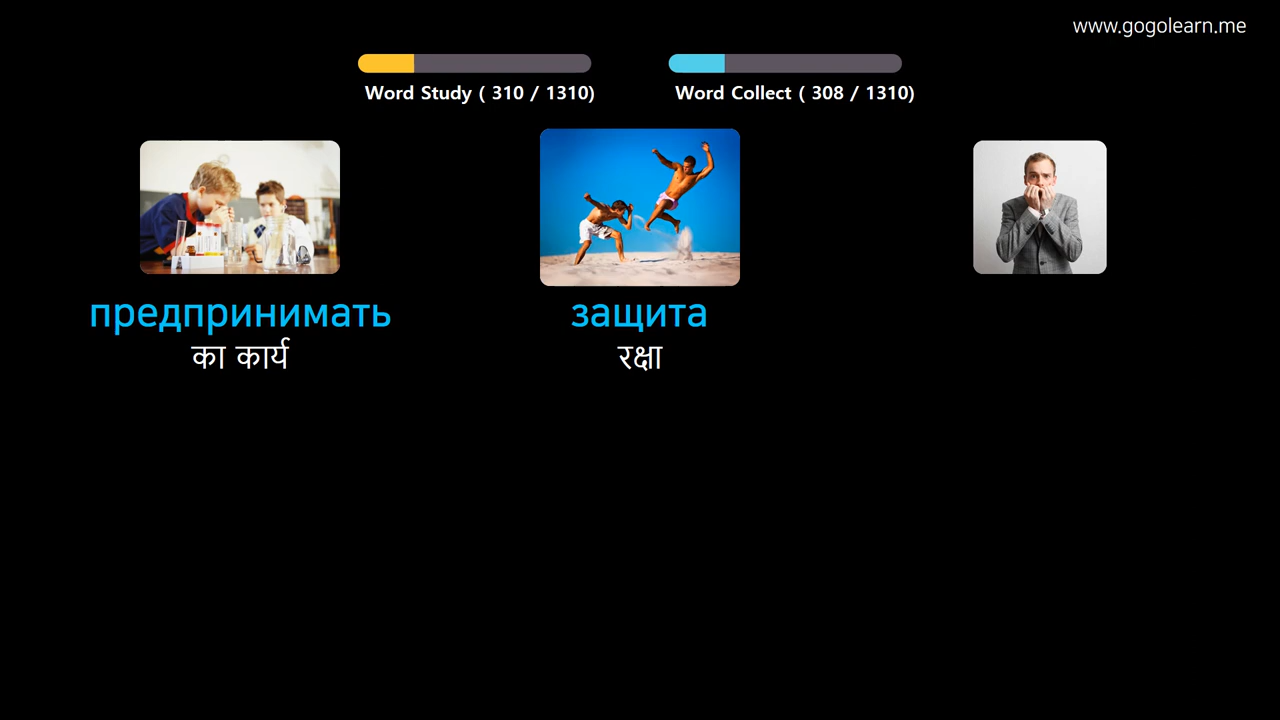 www.gogolearn.me
Word Study ( 310 / 1310)
Word Collect ( 308 / 1310)
предпринимать
का कार्य
защита
रक्षा